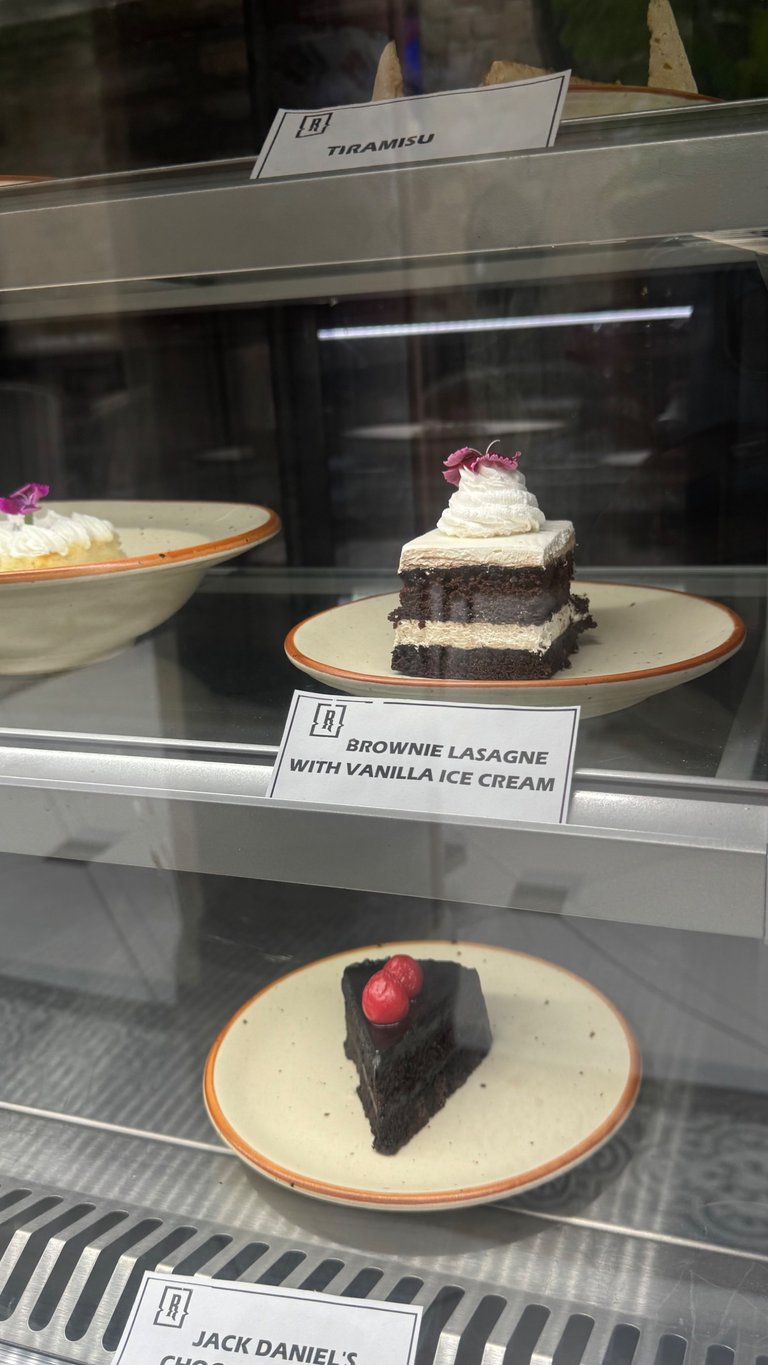 R
TIRAMISU
R
BROWNIE LASAGNE
WITH VANILLA ICE CREAM
R
JACK DANIEL'S